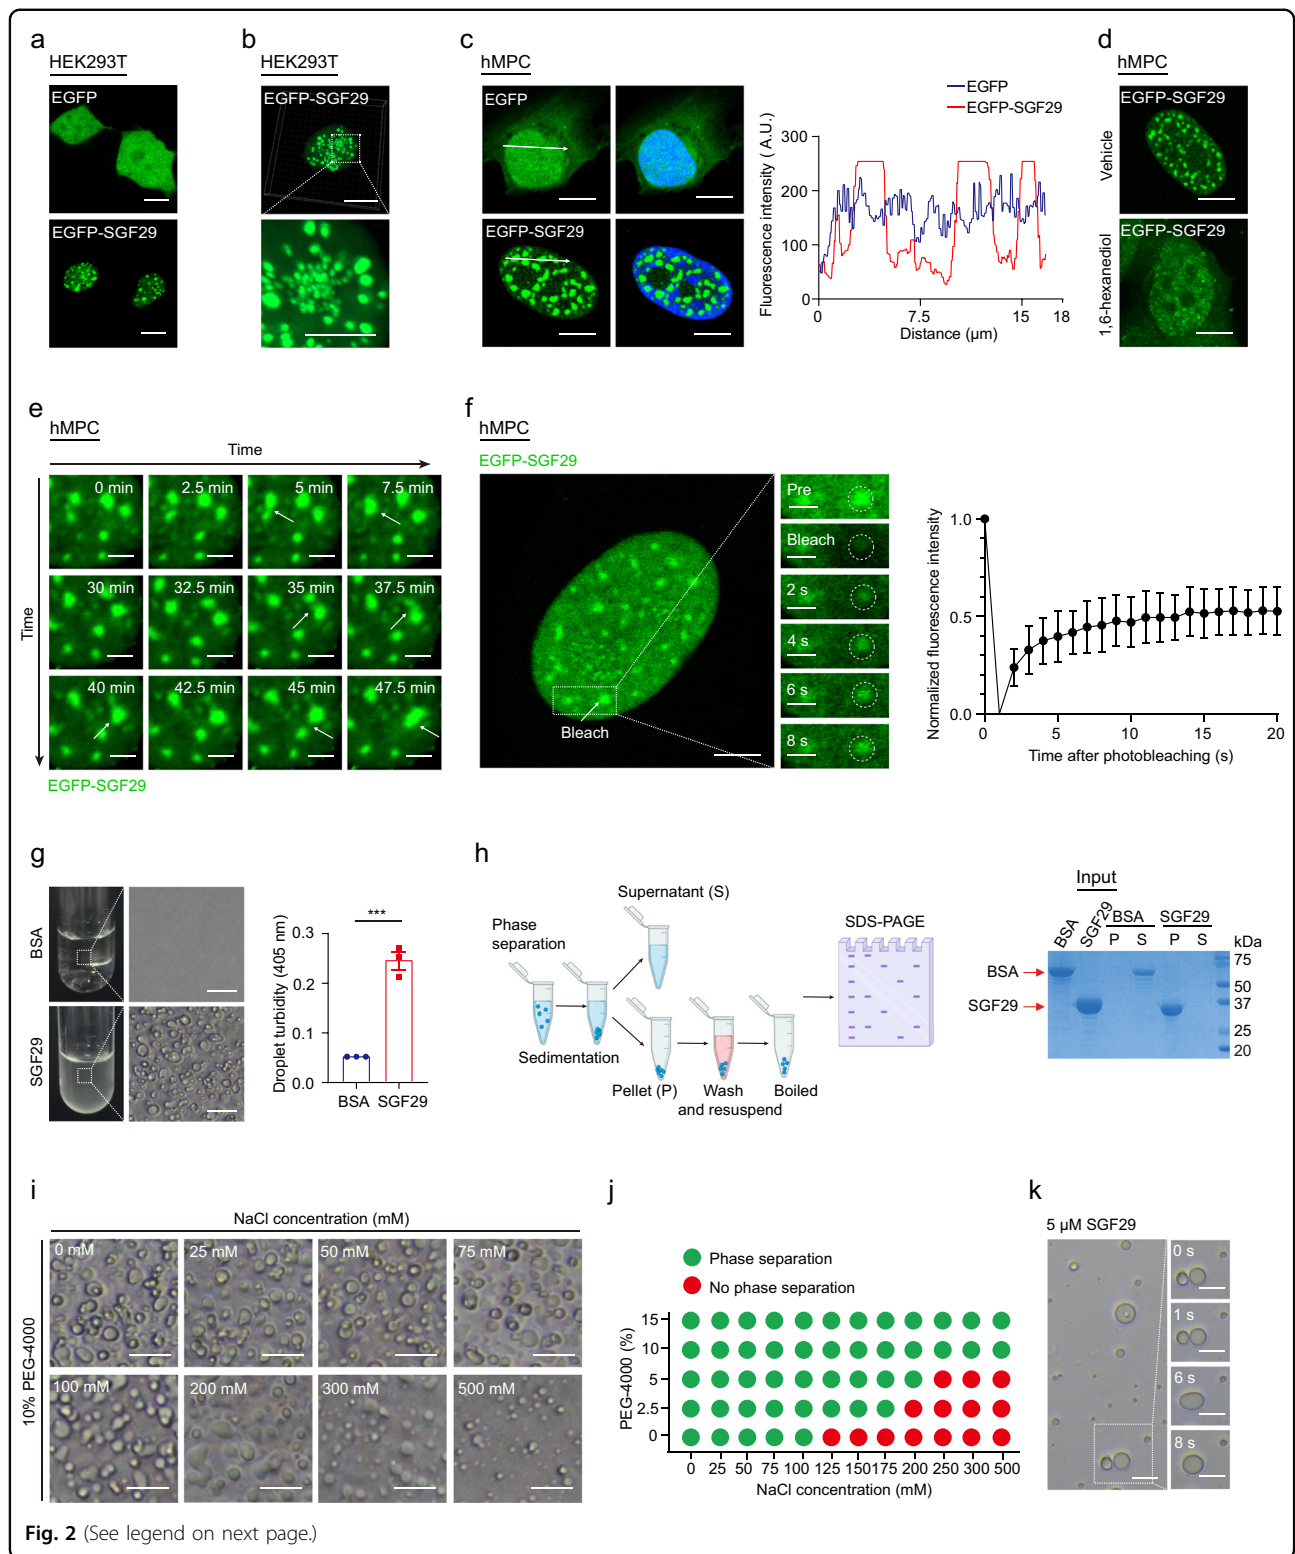 a
HEK293T
EGFP
EGFP-SGF29
b
HEK293T
EGFP-SGF29
c
hMPC
EGFP
EGFP-SGF29
EGFP
EGFP-SGF29
Fluorescence intensity ( A.U.)
300
200
100
0
0 7.5 15 18
Distance (µm)
d
hMPC
EGFP-SGF29
Vehicle
EGFP-SGF29
1,6-hexanediol
e
hMPC
Time
Time
0 min 2.5 min 5 min 7.5 min
30 min 32.5 min 35 min 37.5 min
40 min 42.5 min 45 min 47.5 min
EGFP-SGF29
f
hMPC
EGFP-SGF29
Bleach
Pre
Bleach
2 s
4 s
6 s
8 s
Normalized fluorescence intensity
1.0
0.5
0.0
0 5 10 15 20
Time after photobleaching (s)
g
BSA
SGF29
Droplet turbidity (405 nm)
***
0.3
0.2
0.1
0.0
BSA SGF29
h
Phase
separation
Sedimentation
Supernatant (S)
Pellet (P)
Wash
and resuspend
Boiled
SDS-PAGE
Input
BSA
SGF29
BSA SGF29
P S P S
kDa
BSA
SGF29
75
50
37
25
20
i
NaCl concentration (mM)
10% PEG-4000
0 mM 25 mM 50 mM 75 mM
100 mM 200 mM 300 mM 500 mM
j
Phase separation
No phase separation
PEG-4000 (%)
15
10
5
2.5
0
0 25 50 75 100 125 150 175 200 250 300 500
NaCl concentration (mM)
k
5 µM SGF29
0 s
1 s
6 s
8 s
Fig. 2 (See legend on next page.)